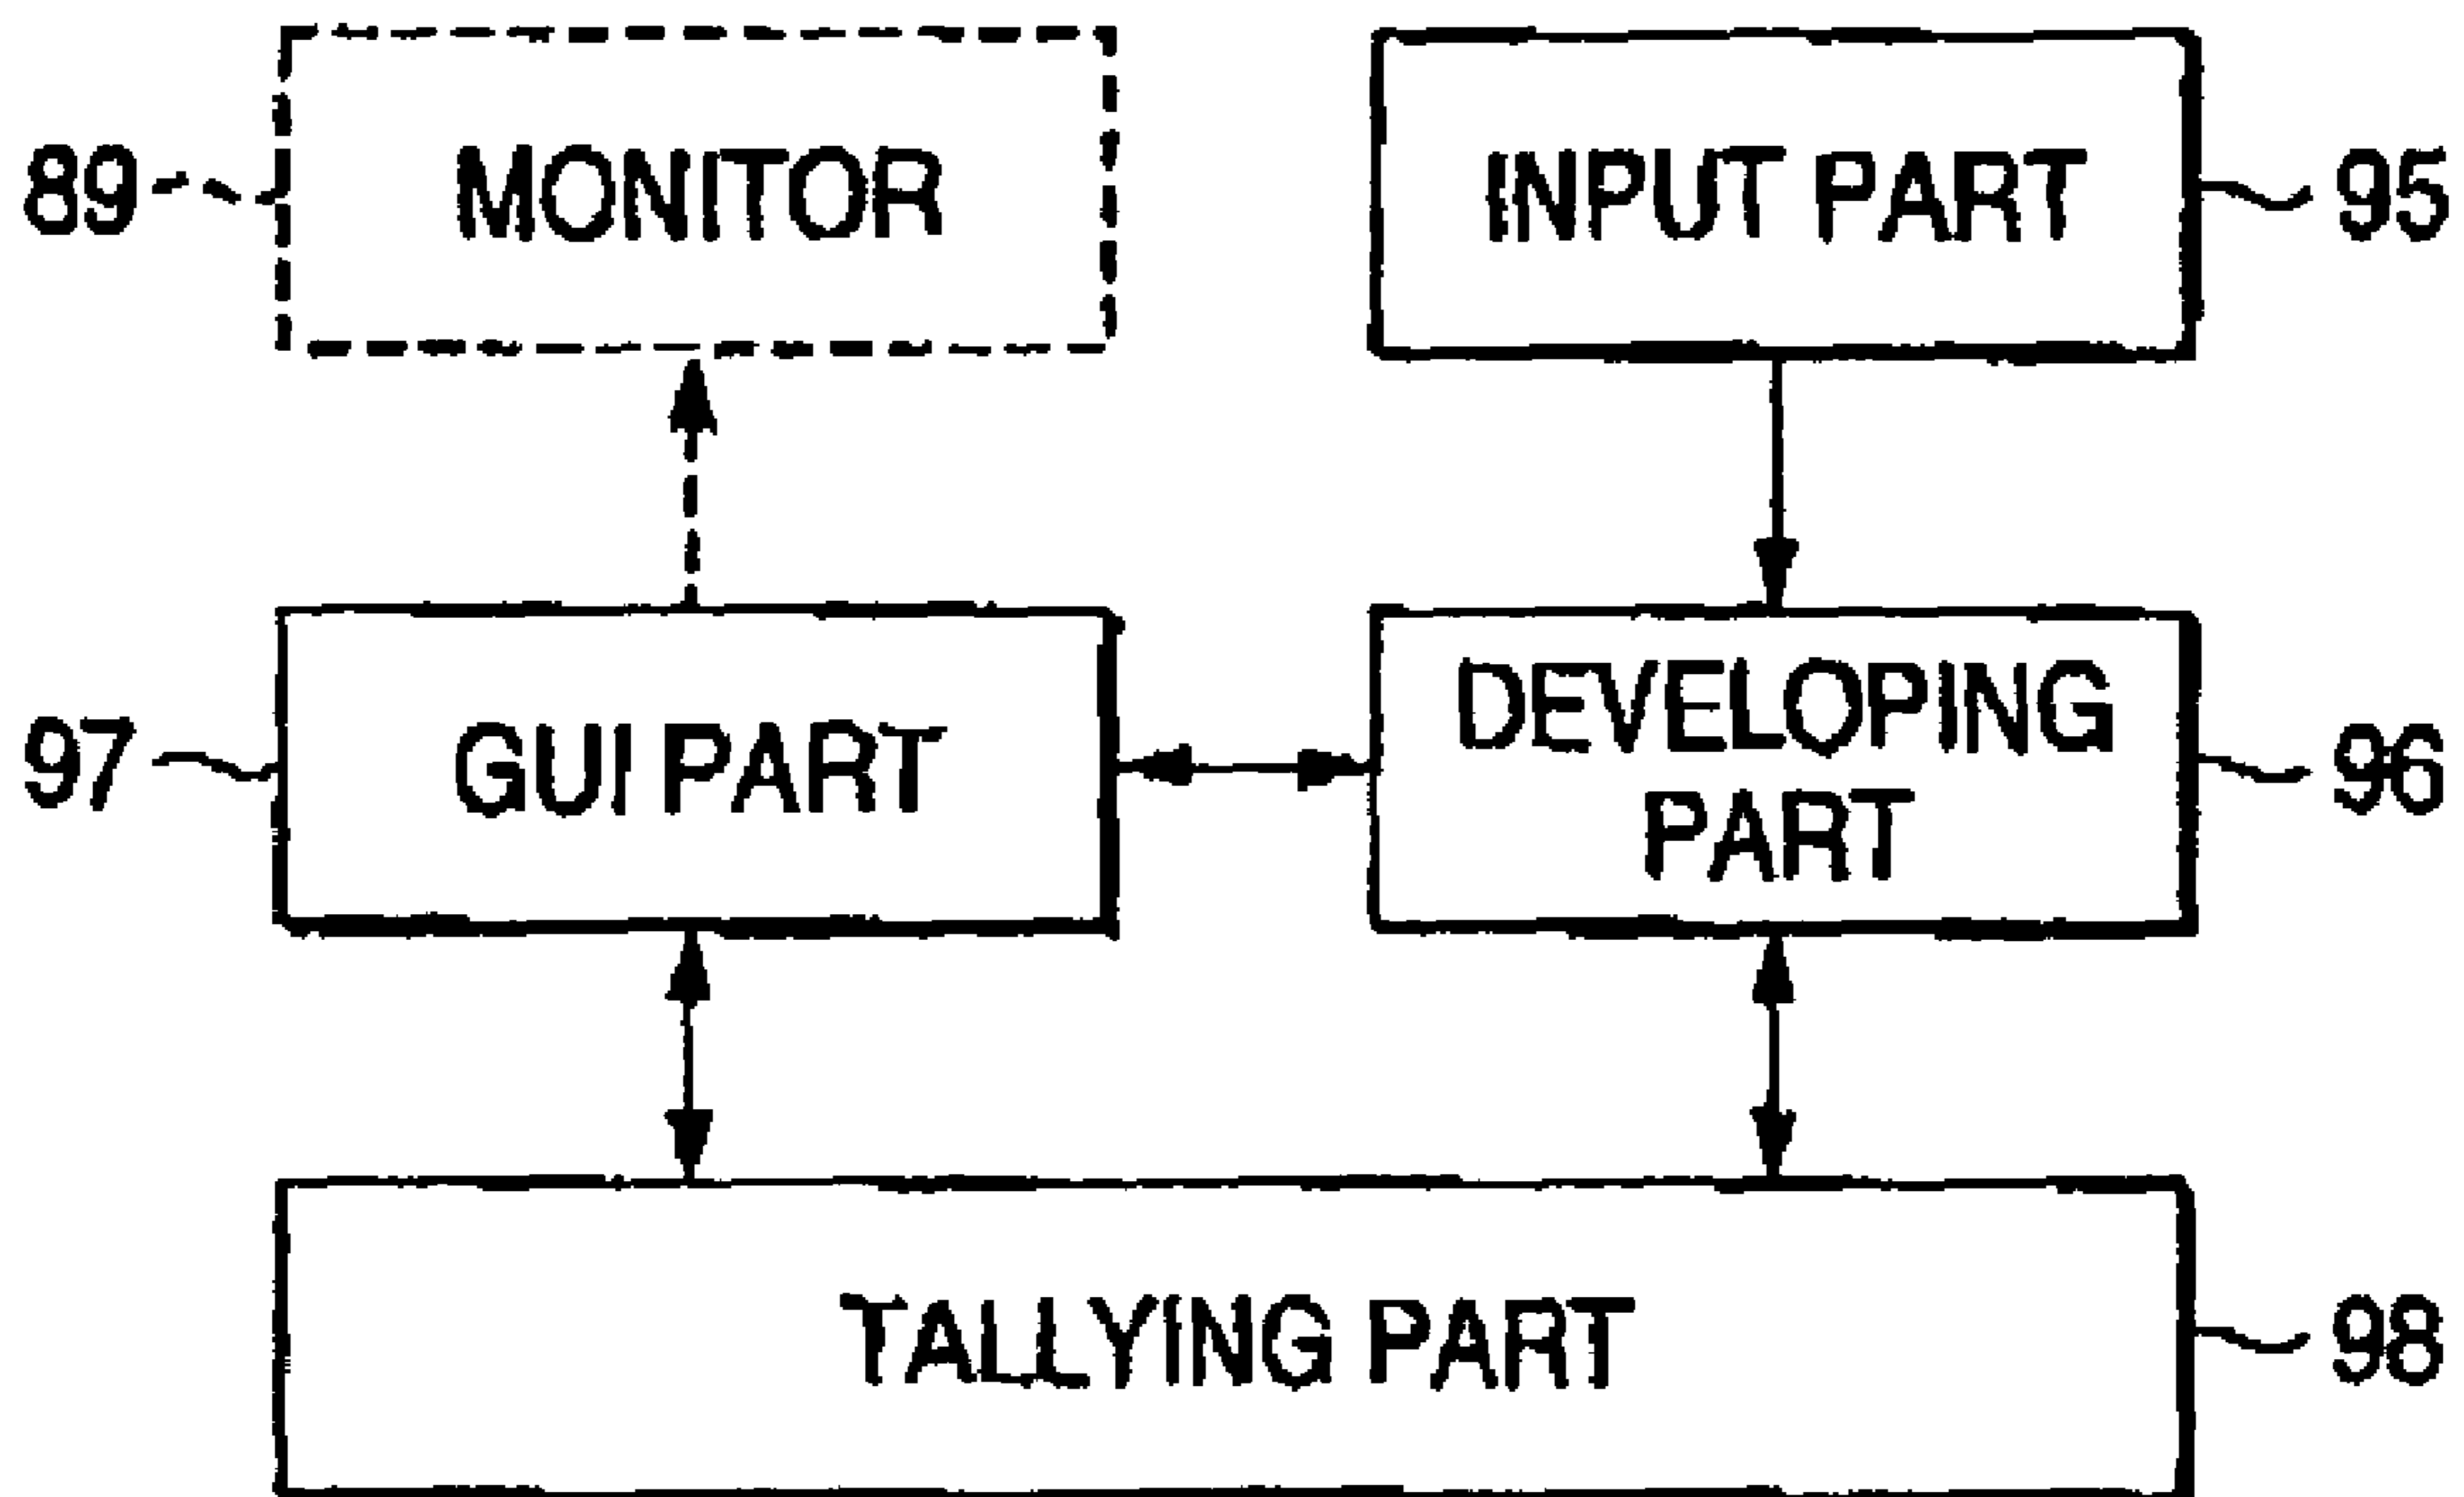 89 MONITOR
INPUT PART 95
97 GUI PART
DEVELOPING
PART
96
TALLYING PART 98